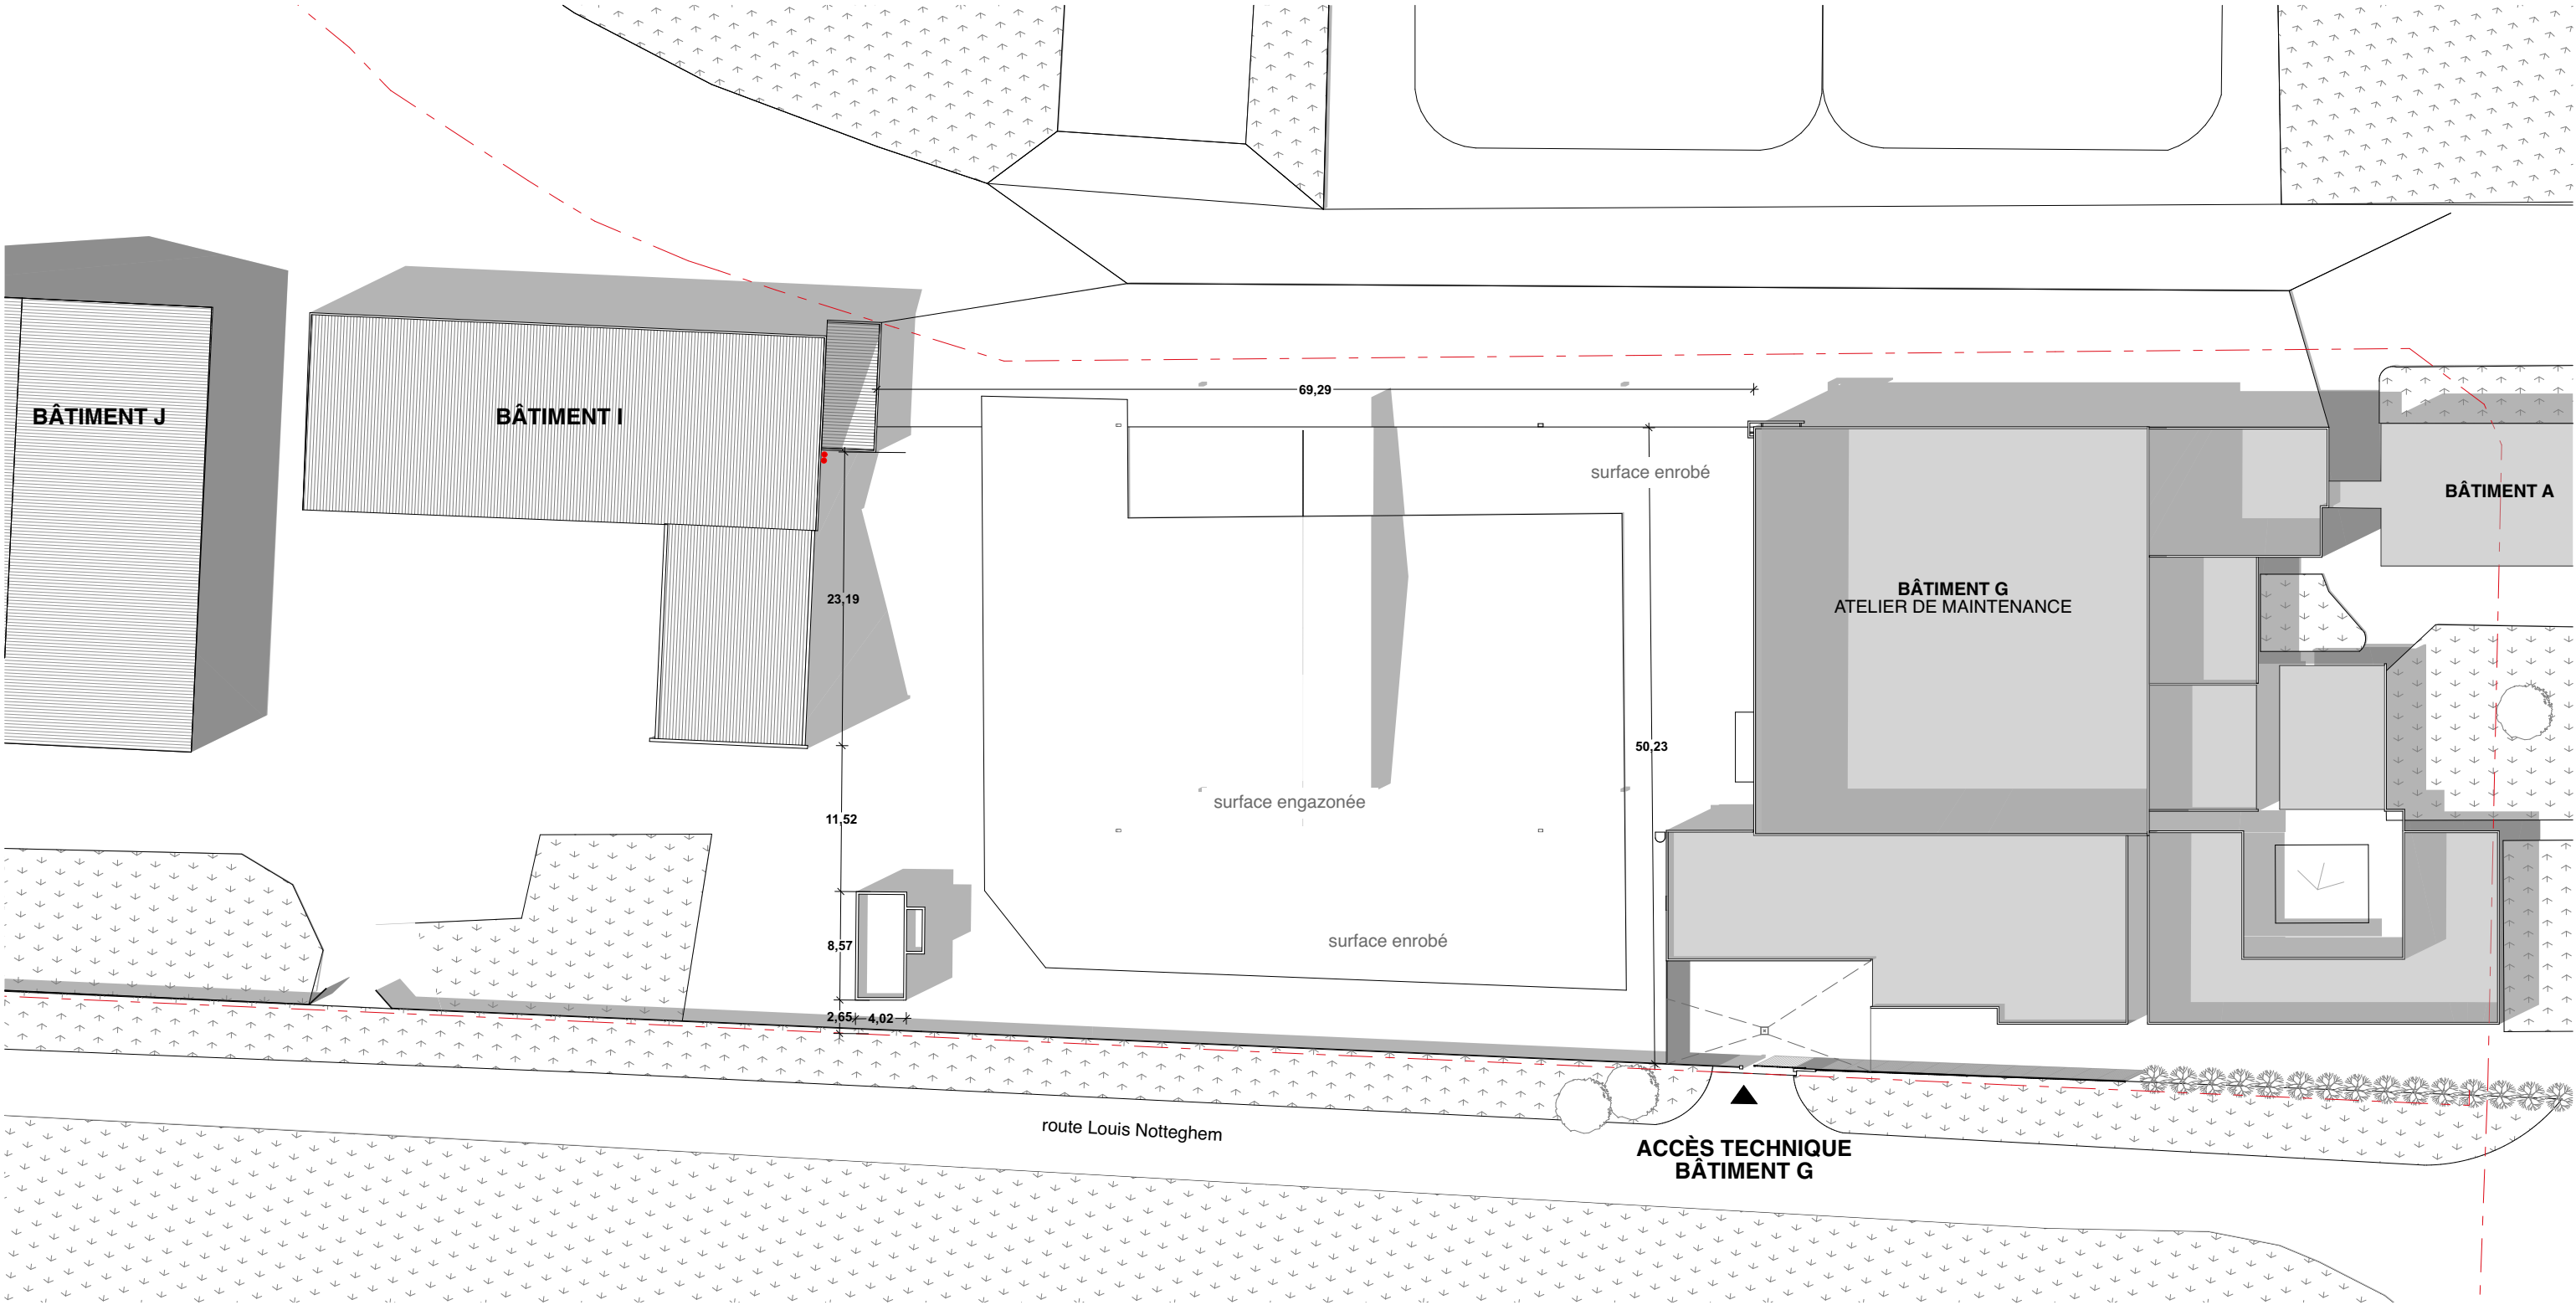 69,29
BÂTIMENT J
BÂTIMENT I
surface enrobé
BÂTIMENT A
BÂTIMENT G
ATELIER DE MAINTENANCE
23,19
50,23
surface engazonée
11,52
surface enrobé
8,57
2,65
4,02
route Louis Notteghem
ACCÈS TECHNIQUE
BÂTIMENT G